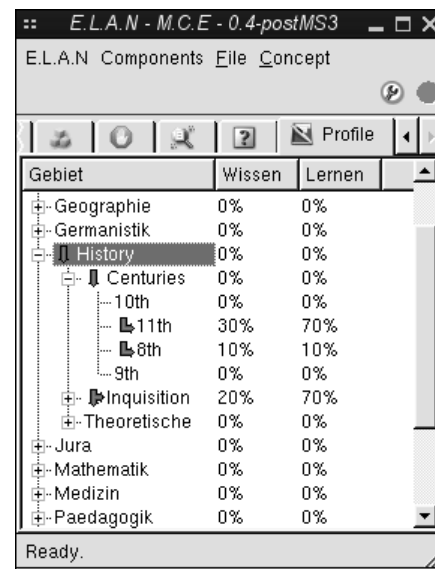 E.L.A.N - M.C.E - 0.4-postMS3
E.L.A.N Components File Concept
Profile
Gebiet Wissen Lernen
Geographie 0% 0%
Germanistik 0% 0%
History 0% 0%
Centuries 0% 0%
10th 0% 0%
11th 30% 70%
8th 10% 10%
9th 0% 0%
Inquisition 20% 70%
Theoretische 0% 0%
Jura 0% 0%
Mathematik 0% 0%
Medizin 0% 0%
Paedagogik 0% 0%
Ready.